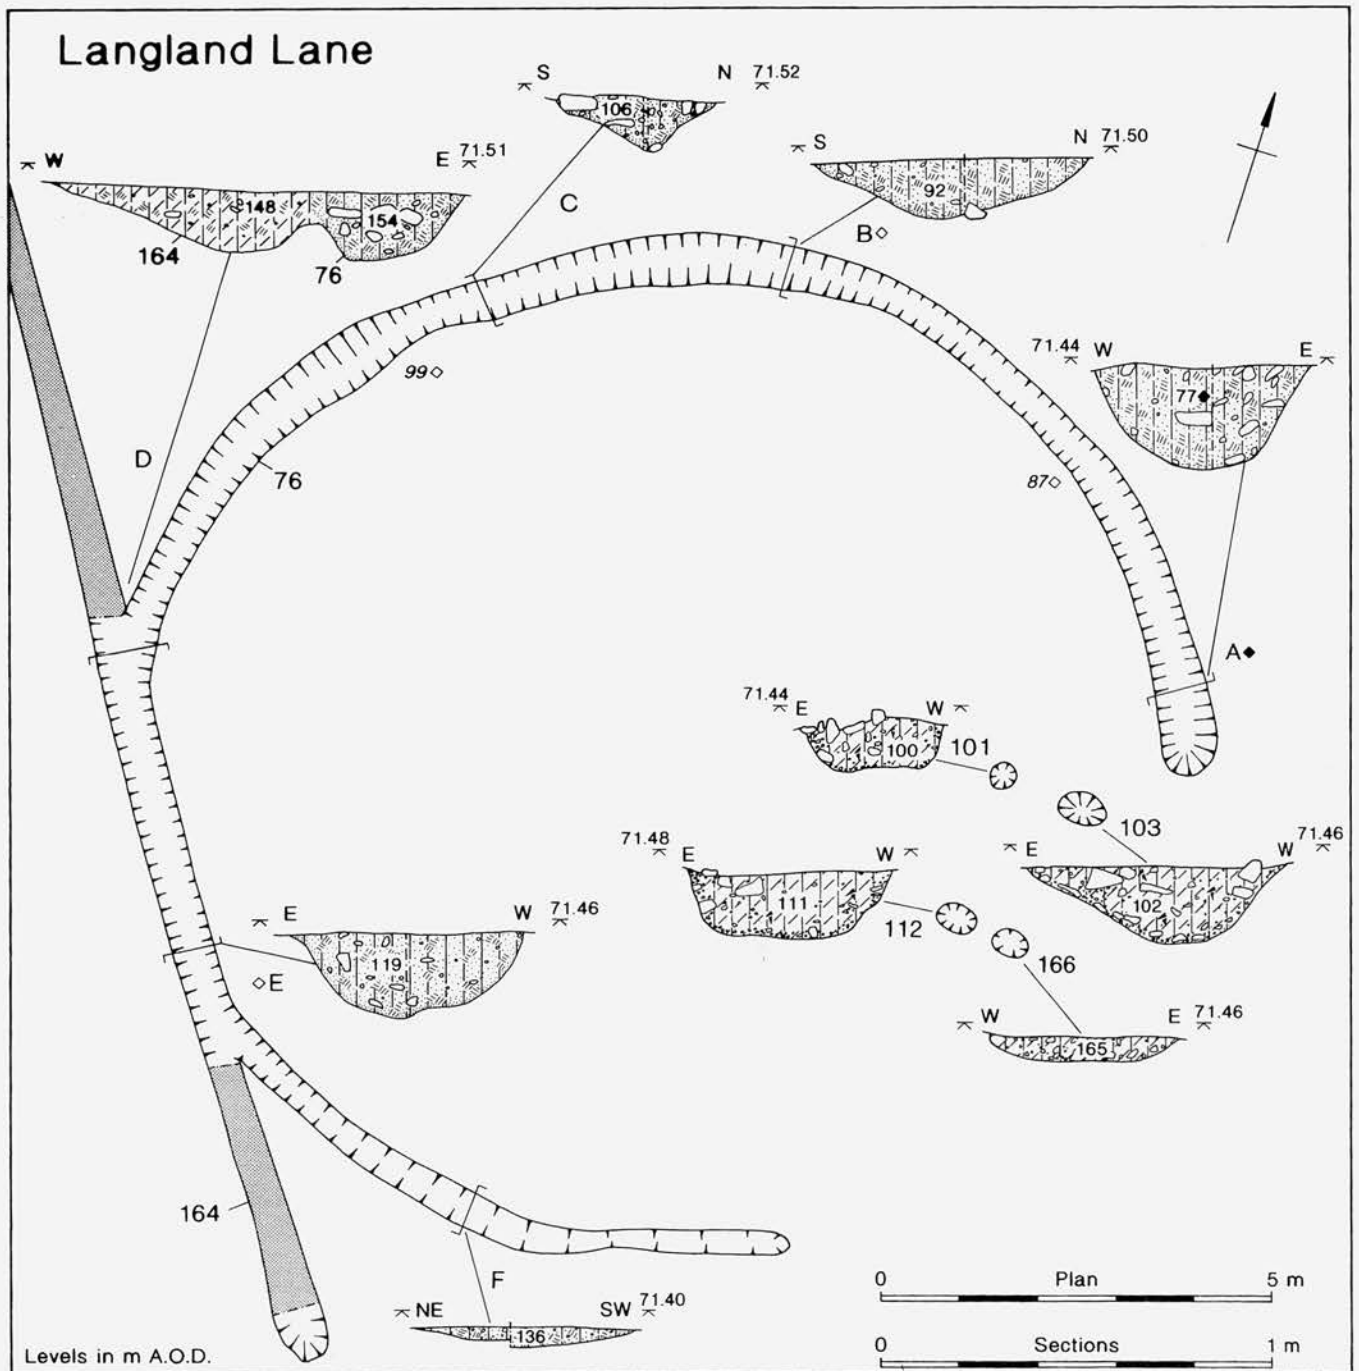 Langland Lane
S N 71.52
106
W E 71.51
148 154
164 76
C
S N 71.50
92
B
71.44 W E
77
99
D
76
87
A
71.44 E W
100 101
103
71.48 E W
111
112
E W 71.46
102
166
E W 71.46
119
E
W E 71.46
165
164
F
NE SW 71.40
136
0 Plan 5 m
0 Sections 1 m
Levels in m A.O.D.